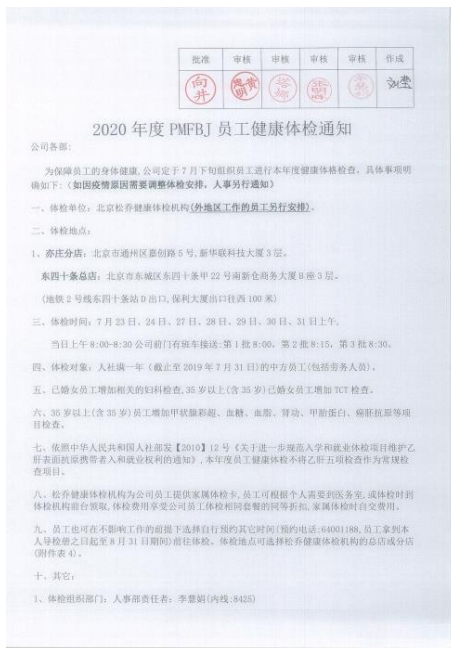 批准 审核 审核 审核 审核 作成
向井
2020 年度 PMFBJ 员工健康体检通知
公司各部:
为保障员工的身体健康,公司定于 7 月下旬组织员工进行本年度健康体格检查。具体事项明
确如下:(如因疫情原因需要调整体检安排,人事另行通知)
一、体检单位:北京松乔健康体检机构(外地区工作的员工另行安排)。
二、体检地点:
1、亦庄分店:北京市通州区嘉创路 5 号,新华联科技大厦 3 层。
东四十条总店:北京市东城区东四十条甲 22 号南新仓商务大厦 B 座 3 层。
(地铁 2 号线东四十条站 D 出口,保利大厦出口往西 100 米)
三、体检时间:7 月 23 日、24 日、27 日、28 日、29 日、30 日、31 日上午,
当日上午 8:00-8:30 公司前门有班车接送:第 1 批 8:00。第 2 批 8:15。第 3 批 8:30。
四、体检对象:人社满一年(截止至 2019 年 7 月 31 日)的中方员工(包括劳务人员)。
五、已婚女员工增加相关的妇科检查,35 岁以上(含 35 岁)已婚女员工增加 TCT 检查。
六、35 岁以上(含 35 岁)员工增加甲状腺彩超、血糖、血脂、肾功、甲胎蛋白、癌胚抗原等项
目检查。
七、依照中华人民共和国人社部发【2010】12 号《关于进一步规范入学和就业体检项目维护乙
肝表面抗原携带者入和就业权利的通知》,本年度员工健康体检不将乙肝五项检查作为常规检
查项目。
八、松乔健康体检机构为公司员工提供家属体检卡,员工可根据个人需要到医务室,或体检时到
体检机构前台领取,体检费用享受公司员工体检相同套餐的同等折扣,家属体检时自交费用。
九、员工也可在不影响工作的前提下选择自行预约其它时间(预约电话:64001188,员工拿到本
人导检册之日起至 8 月 31 日期间)前往体检。体检地点可选择松乔健康体检机构的总店或分店
(附件表 4)。
十、其它:
1、体检组织部门:人事部责任者:李慧娟(内线:8425)